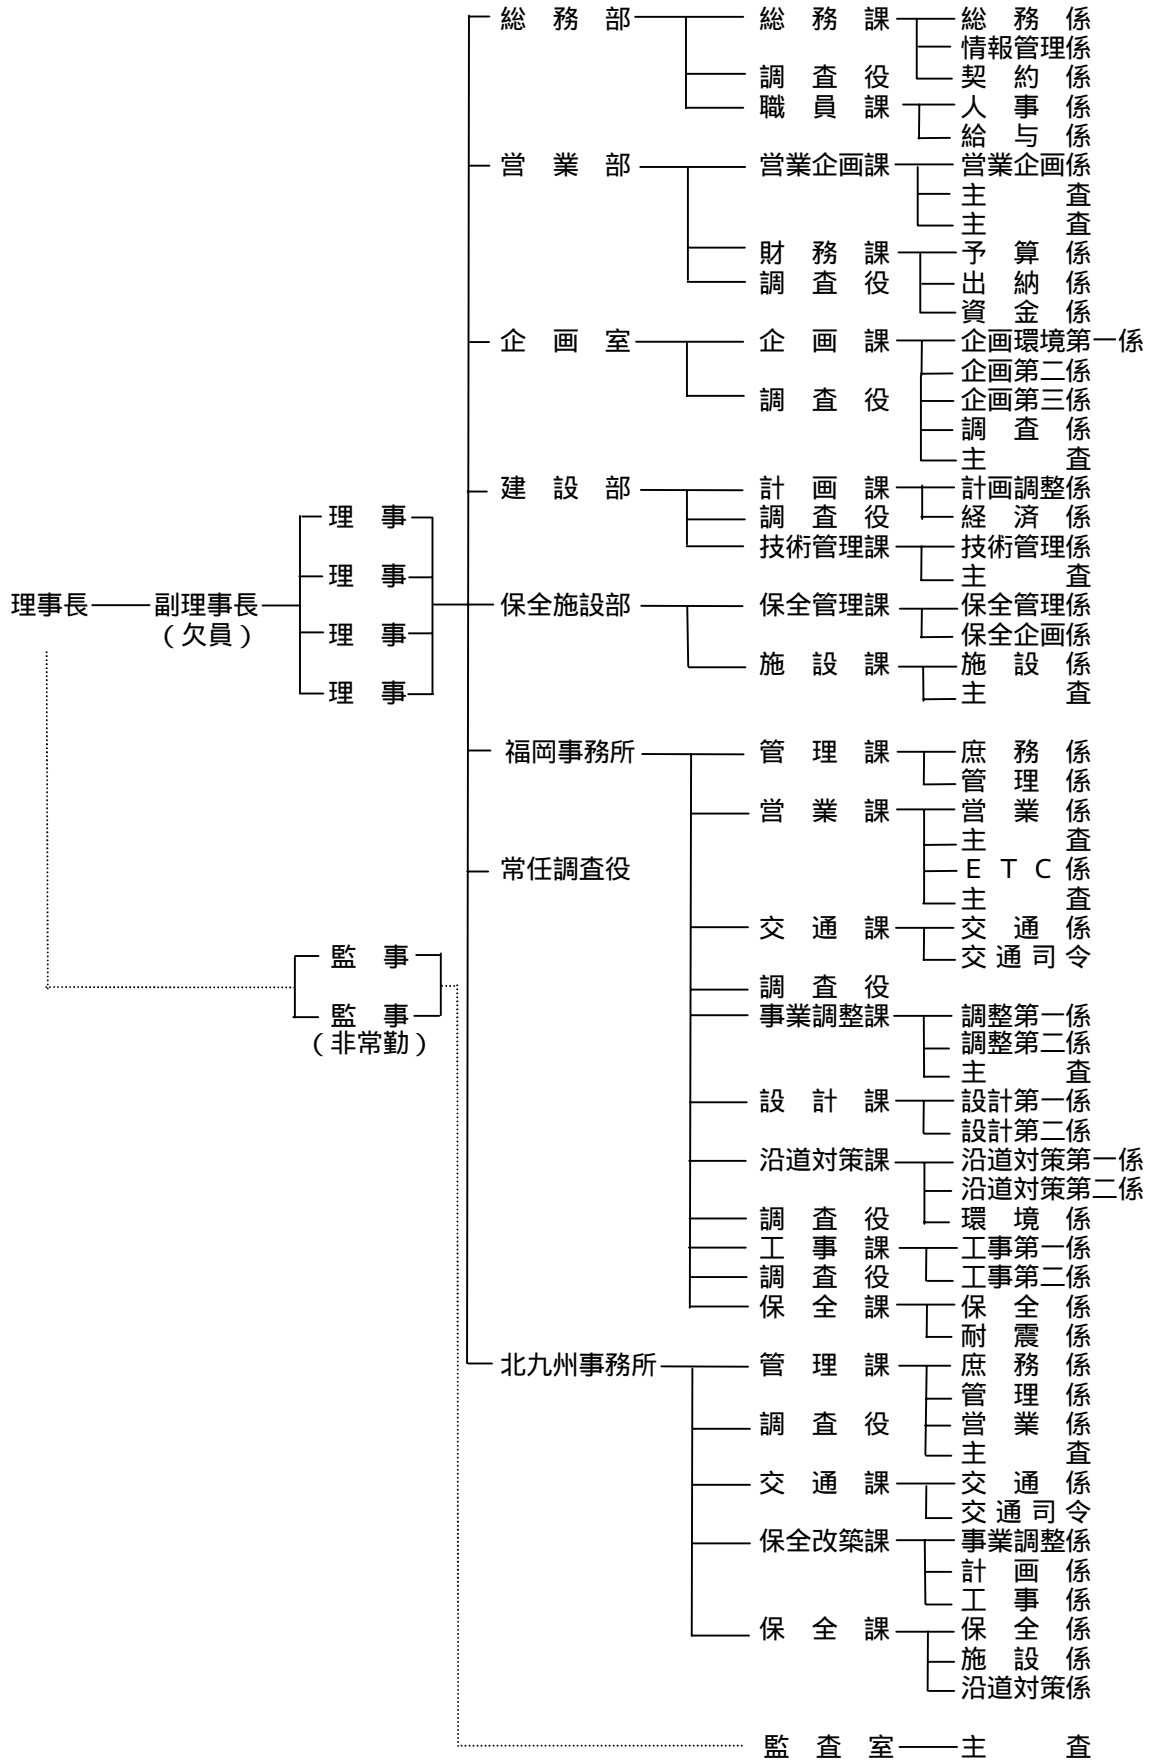 総務部 総務課 総務係
情報管理係
調査役 契約係
職員課 人事係
給与係
営業部 営業企画課 営業企画係
主査
主査
財務課 予算係
調査役 出納係
資金係
企画室 企画課 企画環境第一係
企画第二係
調査役 企画第三係
調査係
主査
建設部 計画課 計画調整係
理事 調査役 経済係
技術管理課 技術管理係
理事 主査
理事長 副理事長 保全施設部 保全管理課 保全管理係
(欠員) 理事 保全企画係
施設課 施設係
理事 主査
福岡事務所 管理課 庶務係
管理係
営業課 営業係
主査
常任調査役 ETC係
主査
交通課 交通係
監事 交通司令
調査役
監事 事業調整課 調整第一係
(非常勤) 調整第二係
主査
設計課 設計第一係
設計第二係
沿道対策課 沿道対策第一係
沿道対策第二係
調査役 環境係
工事課 工事第一係
調査役 工事第二係
保全課 保全係
耐震係
北九州事務所 管理課 庶務係
管理係
調査役 営業係
主査
交通課 交通係
交通司令
保全改築課 事業調整係
計画係
工事係
保全課 保全係
施設係
沿道対策係
監査室 主査